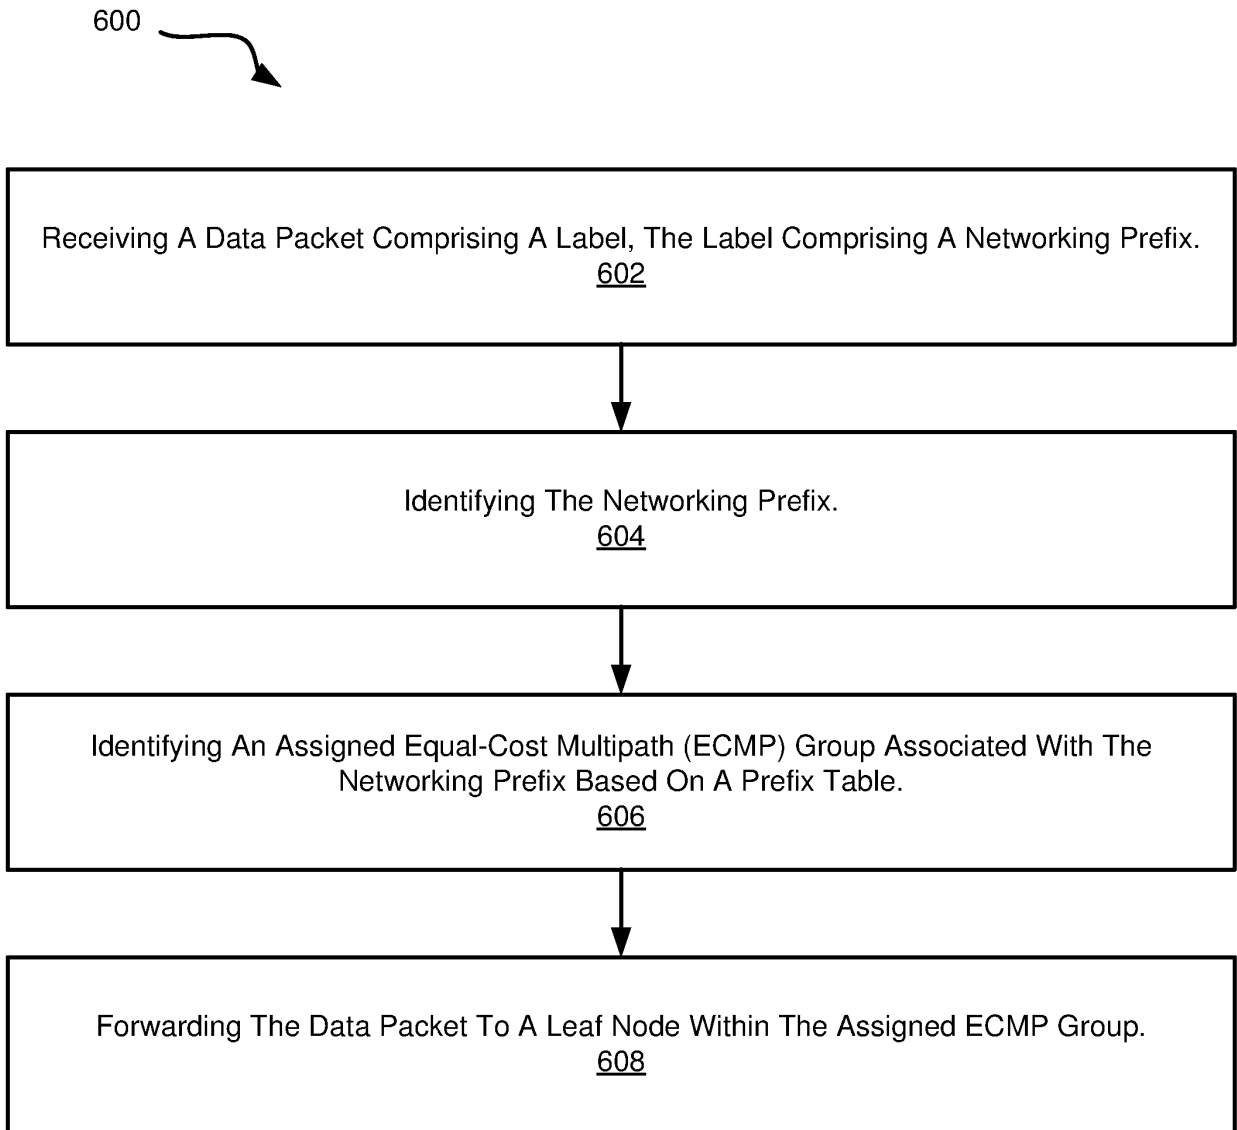 600
Receiving A Data Packet Comprising A Label, The Label Comprising A Networking Prefix.
602
Identifying The Networking Prefix.
604
Identifying An Assigned Equal-Cost Multipath (ECMP) Group Associated With The
Networking Prefix Based On A Prefix Table.
606
Forwarding The Data Packet To A Leaf Node Within The Assigned ECMP Group.
608